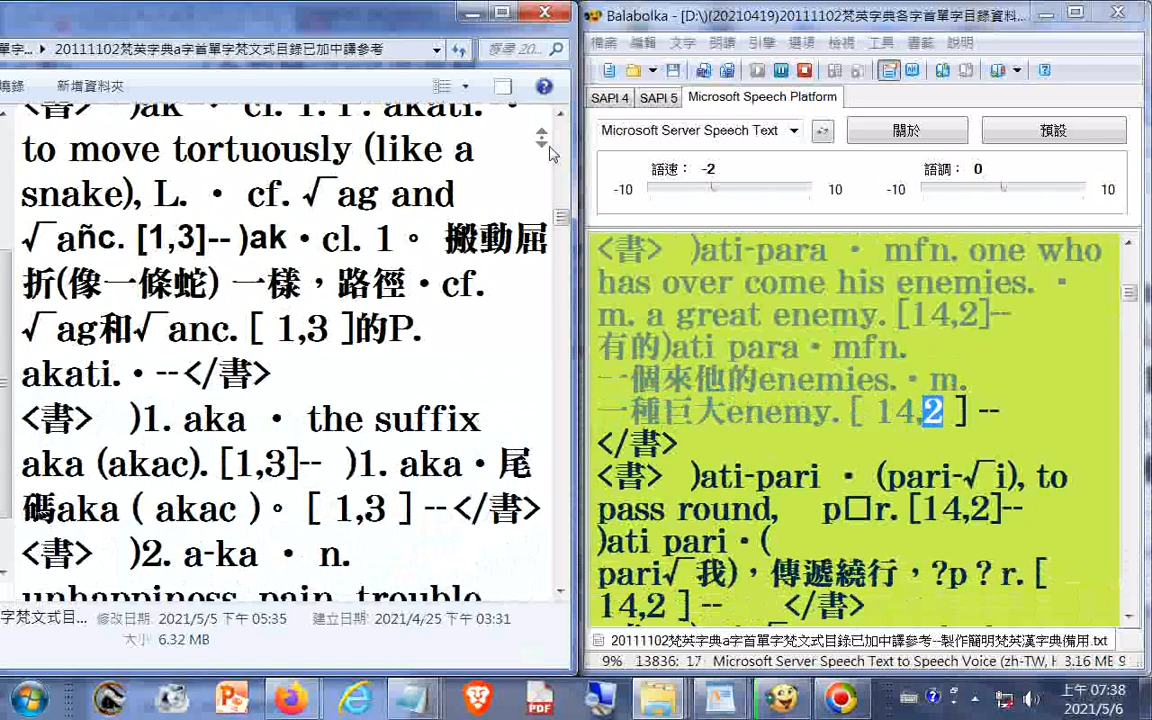 單字... ▸ 20111102梵英字典a字首單字梵文式目錄已加中譯參考
搜尋 20...
燒錄 新增資料夾
<書> )ak • cl. 1. P. akati. •
to move tortuously (like a
snake), L. • cf. √ag and
√añc. [1,3]-- )ak • cl. 1。 搬動屈
折(像一條蛇) 一樣，路徑 • cf.
√ag和√anc. [ 1,3 ]的P.
akati. • --</書>
<書> )1. aka • the suffix
aka (akac). [1,3]-- )1. aka • 尾
碼aka ( akac )。 [ 1,3 ] --</書>
<書> )2. a-ka • n.
unhappiness, pain, trouble
字梵文式目... 修改日期: 2021/5/5 下午 05:35 建立日期: 2021/4/25 下午 03:31
大小: 6.32 MB
Balabolka - [D:\)(20210419)20111102梵英字典各字首單字目錄資料...
檔案 編輯 文字 朗讀 引擎 選項 檢視 工具 書籤 說明
SAPI 4 SAPI 5 Microsoft Speech Platform
Microsoft Server Speech Text 關於 預設
語速： -2 語調： 0
-10 10 -10 10
<書> )ati-para • mfn. one who
has over come his enemies. •
m. a great enemy. [14,2]--
有的)ati para • mfn.
一個來他的enemies. • m.
一種巨大enemy. [ 14,2 ] --
</書>
<書> )ati-pari • (pari-√i), to
pass round, p□r. [14,2]--
)ati pari • (
pari√我)，傳遞繞行，?p ? r. [
14,2 ] -- </書>
20111102梵英字典a字首單字梵文式目錄已加中譯參考--製作簡明梵英漢字典備用.txt
9% 13836: 17 Microsoft Server Speech Text to Speech Voice (zh-TW, H 3.16 ME 9
上午 07:38
2021/5/6